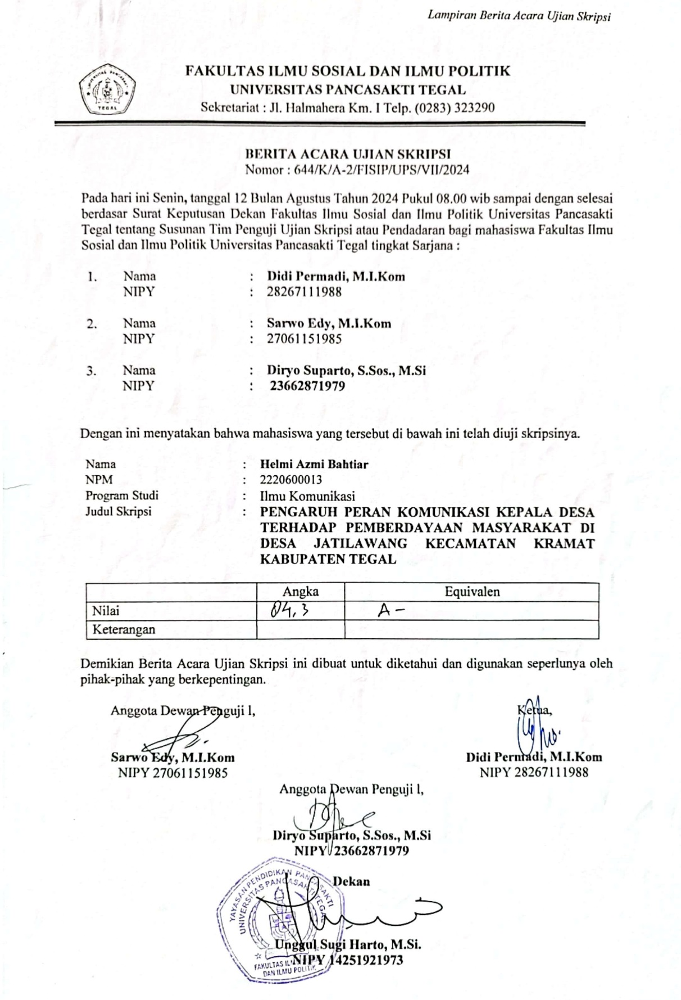 Lampiran Berita Acara Ujian Skripsi
UNIVERSITAS PANCASAKTI
TEGAL
FAKULTAS ILMU SOSIAL DAN ILMU POLITIK
UNIVERSITAS PANCASAKTI TEGAL
Sekretariat : Jl. Halmahera Km. I Telp. (0283) 323290
BERITA ACARA UJIAN SKRIPSI
Nomor : 644/K/A-2/FISIP/UPS/VII/2024
Pada hari ini Senin, tanggal 12 Bulan Agustus Tahun 2024 Pukul 08.00 wib sampai dengan selesai
berdasar Surat Keputusan Dekan Fakultas Ilmu Sosial dan Ilmu Politik Universitas Pancasakti
Tegal tentang Susunan Tim Penguji Ujian Skripsi atau Pendadaran bagi mahasiswa Fakultas Ilmu
Sosial dan Ilmu Politik Universitas Pancasakti Tegal tingkat Sarjana :
1. Nama : Didi Permadi, M.I.Kom
NIPY : 28267111988
2. Nama : Sarwo Edy, M.I.Kom
NIPY : 27061151985
3. Nama : Diryo Suparto, S.Sos., M.Si
NIPY : 23662871979
Dengan ini menyatakan bahwa mahasiswa yang tersebut di bawah ini telah diuji skripsinya.
Nama : Helmi Azmi Bahtiar
NPM : 2220600013
Program Studi : Ilmu Komunikasi
Judul Skripsi : PENGARUH PERAN KOMUNIKASI KEPALA DESA
TERHADAP PEMBERDAYAAN MASYARAKAT DI
DESA JATILAWANG KECAMATAN KRAMAT
KABUPATEN TEGAL
Angka Equivalen
Nilai 84,3 A-
Keterangan
Demikian Berita Acara Ujian Skripsi ini dibuat untuk diketahui dan digunakan seperlunya oleh
pihak-pihak yang berkepentingan.
Anggota Dewan Penguji l,
Sarwo Edy, M.I.Kom
NIPY 27061151985
Ketua,
Didi Permadi, M.I.Kom
NIPY 28267111988
Anggota Dewan Penguji l,
Diryo Suparto, S.Sos., M.Si
NIPY 23662871979
Dekan
YAYASAN PENDIDIKAN PANCASAKTI
UNIVERSITAS PANCASAKTI TEGAL
FAKULTAS
DAN ILMU POLITIK
Unggul Sugi Harto, M.Si.
NIPY 14251921973